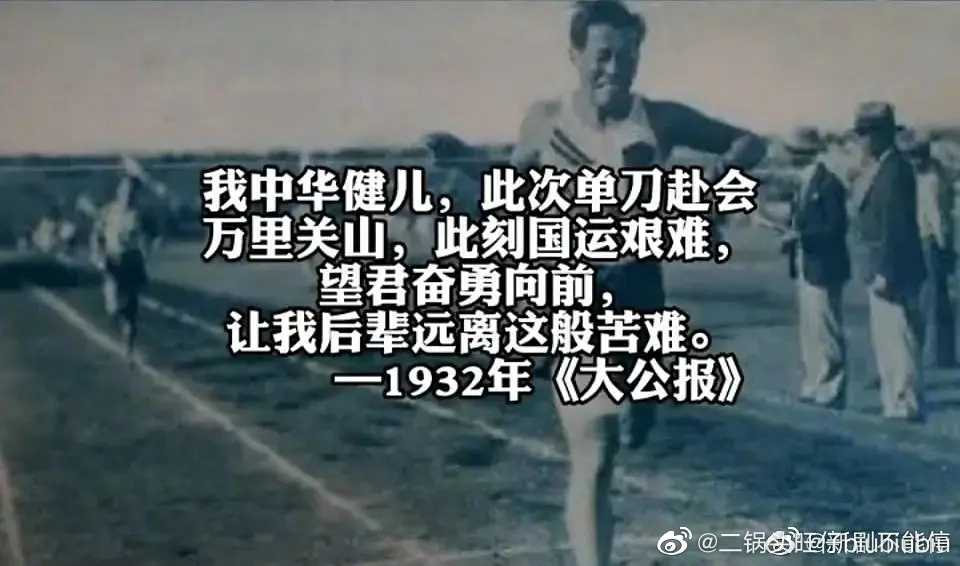 我中华健儿，此次单刀赴会
万里关山，此刻国运艰难，
望君奋勇向前，
让我后辈远离这般苦难。
—1932年《大公报》